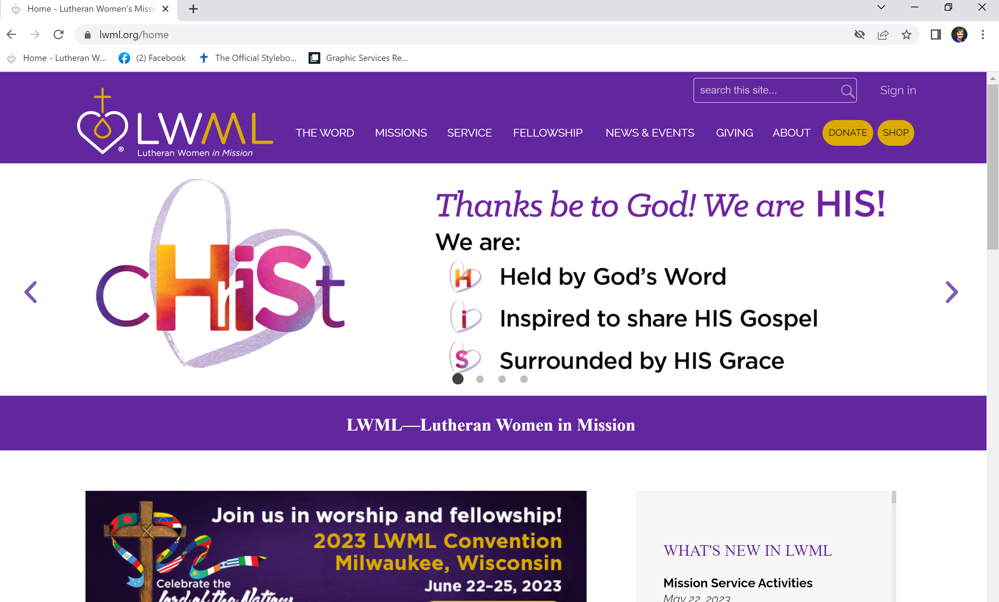 Home - Lutheran Women's Missi
lwml.org/home
Home - Lutheran W...
(2) Facebook
The Official Stylebo...
Graphic Services Re...
search this site...
Sign in
LWML
®
Lutheran Women in Mission
THE WORD
MISSIONS
SERVICE
FELLOWSHIP
NEWS & EVENTS
GIVING
ABOUT
DONATE
SHOP
cHriSt
Thanks be to God! We are HIS!
We are:
H Held by God's Word
i Inspired to share HIS Gospel
S Surrounded by HIS Grace
LWML—Lutheran Women in Mission
Join us in worship and fellowship!
2023 LWML Convention
Milwaukee, Wisconsin
June 22–25, 2023
Celebrate the
Lord of the Nations
WHAT'S NEW IN LWML
Mission Service Activities
May 22, 2023